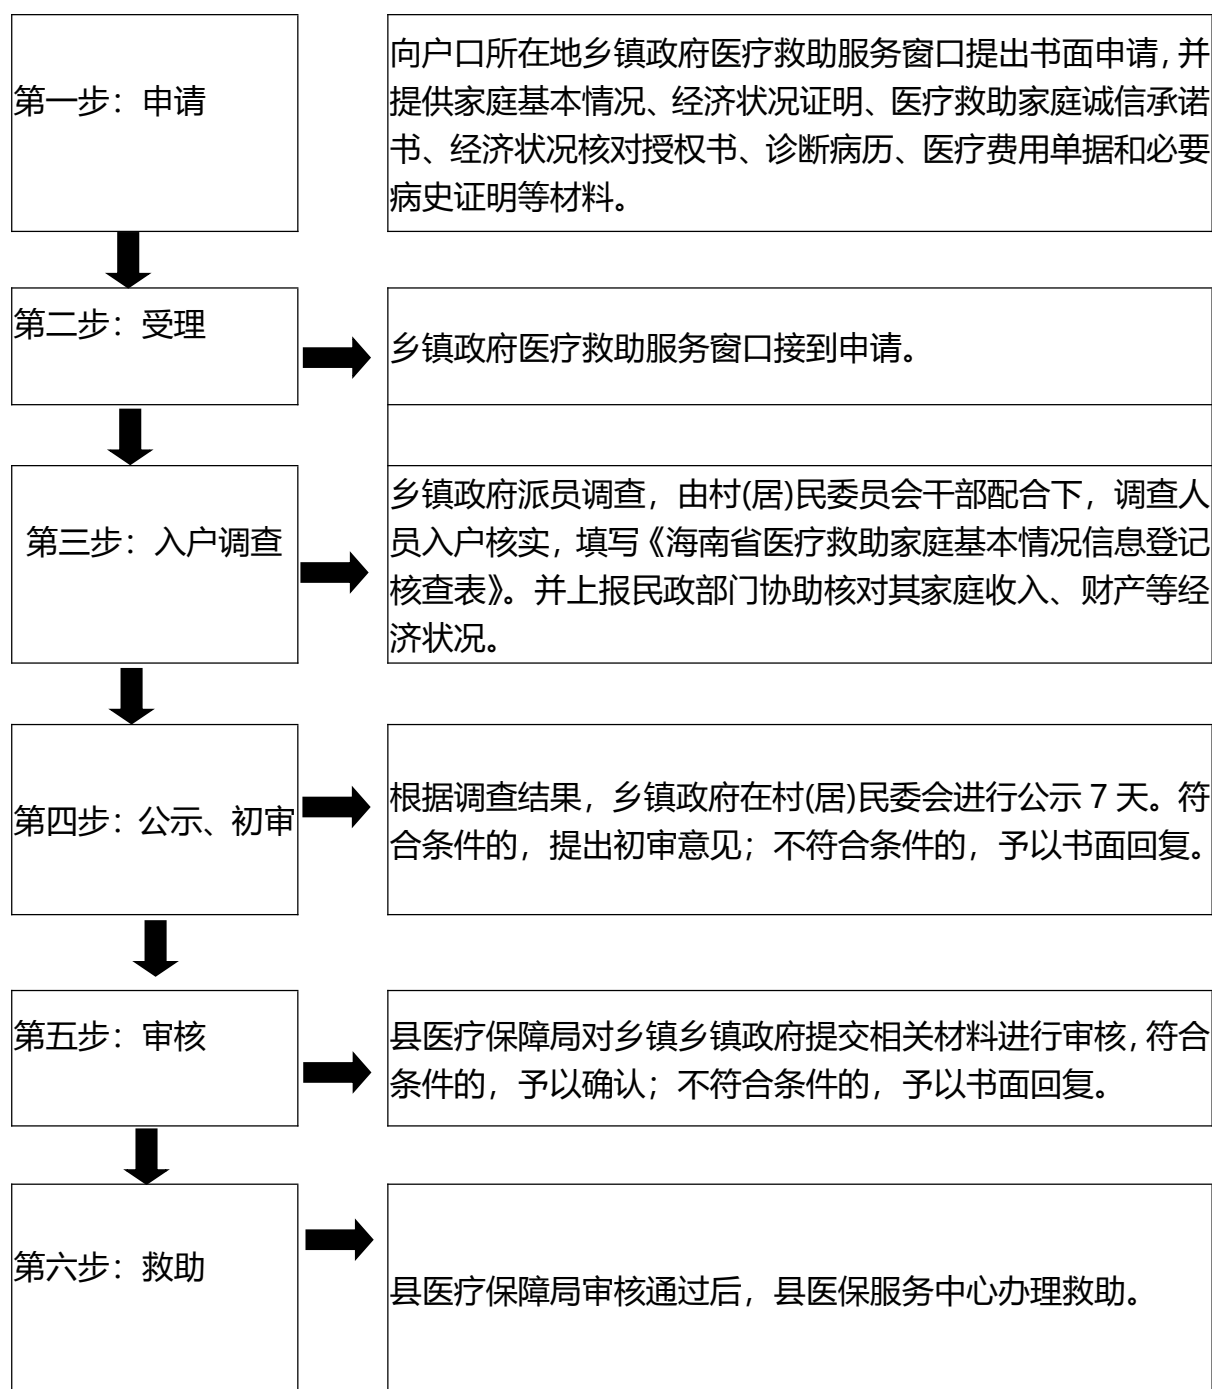 第一步：申请
向户口所在地乡镇政府医疗救助服务窗口提出书面申请，并
提供家庭基本情况、经济状况证明、医疗救助家庭诚信承诺
书、经济状况核对授权书、诊断病历、医疗费用单据和必要
病史证明等材料。
第二步：受理
乡镇政府医疗救助服务窗口接到申请。
第三步：入户调查
乡镇政府派员调查，由村(居)民委员会干部配合下，调查人
员入户核实，填写《海南省医疗救助家庭基本情况信息登记
核查表》。并上报民政部门协助核对其家庭收入、财产等经
济状况。
第四步：公示、初审
根据调查结果，乡镇政府在村(居)民委会进行公示 7 天。符
合条件的，提出初审意见；不符合条件的，予以书面回复。
第五步：审核
县医疗保障局对乡镇乡镇政府提交相关材料进行审核，符合
条件的，予以确认；不符合条件的，予以书面回复。
第六步：救助
县医疗保障局审核通过后，县医保服务中心办理救助。